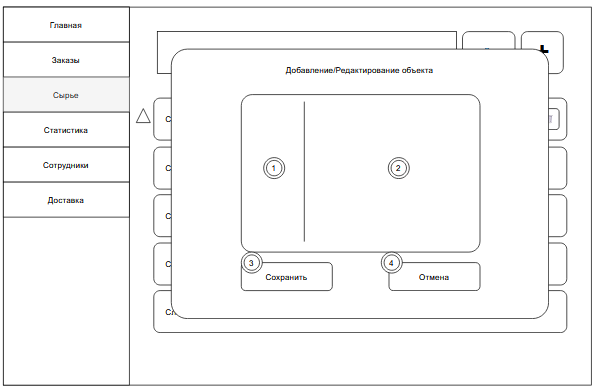 Главная
Заказы
Сырье
Статистика
Сотрудники
Доставка
Добавление/Редактирование объекта
1
2
3
4
Сохранить
Отмена